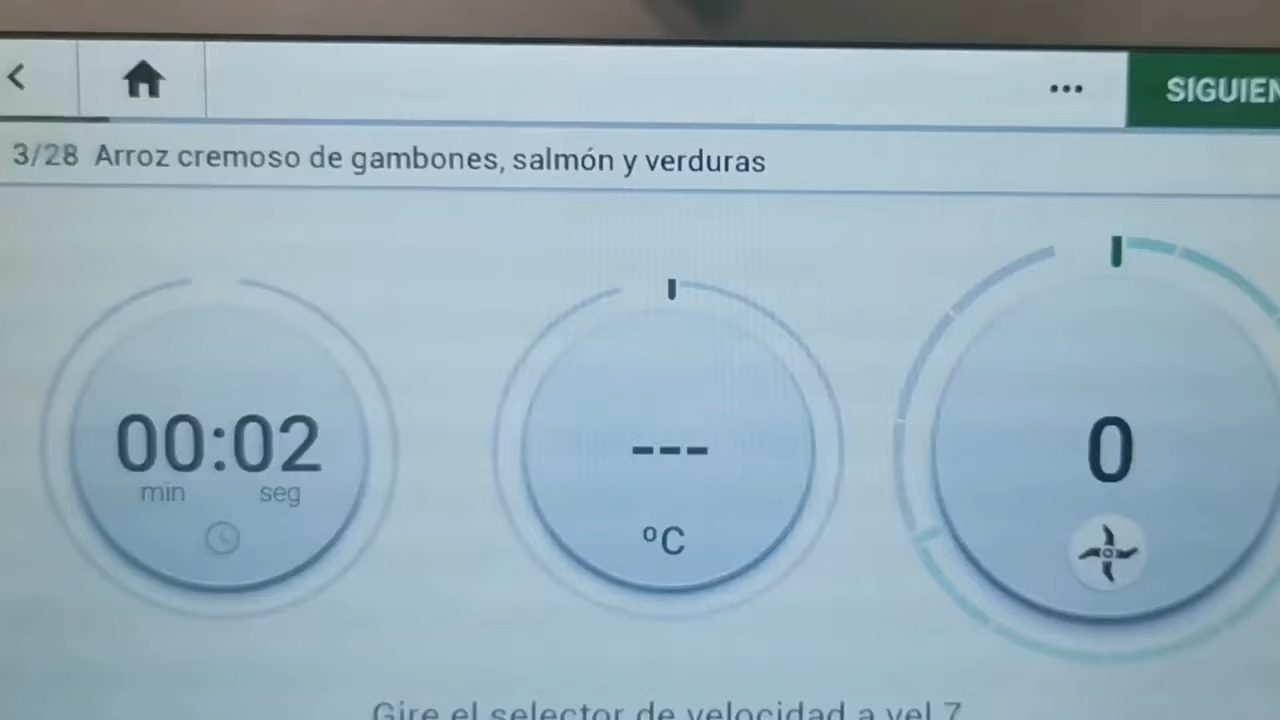 SIGUIEN
3/28 Arroz cremoso de gambones, salmón y verduras
00:02
min seg
---
ºC
0
Gire el selector de velocidad a vel 7